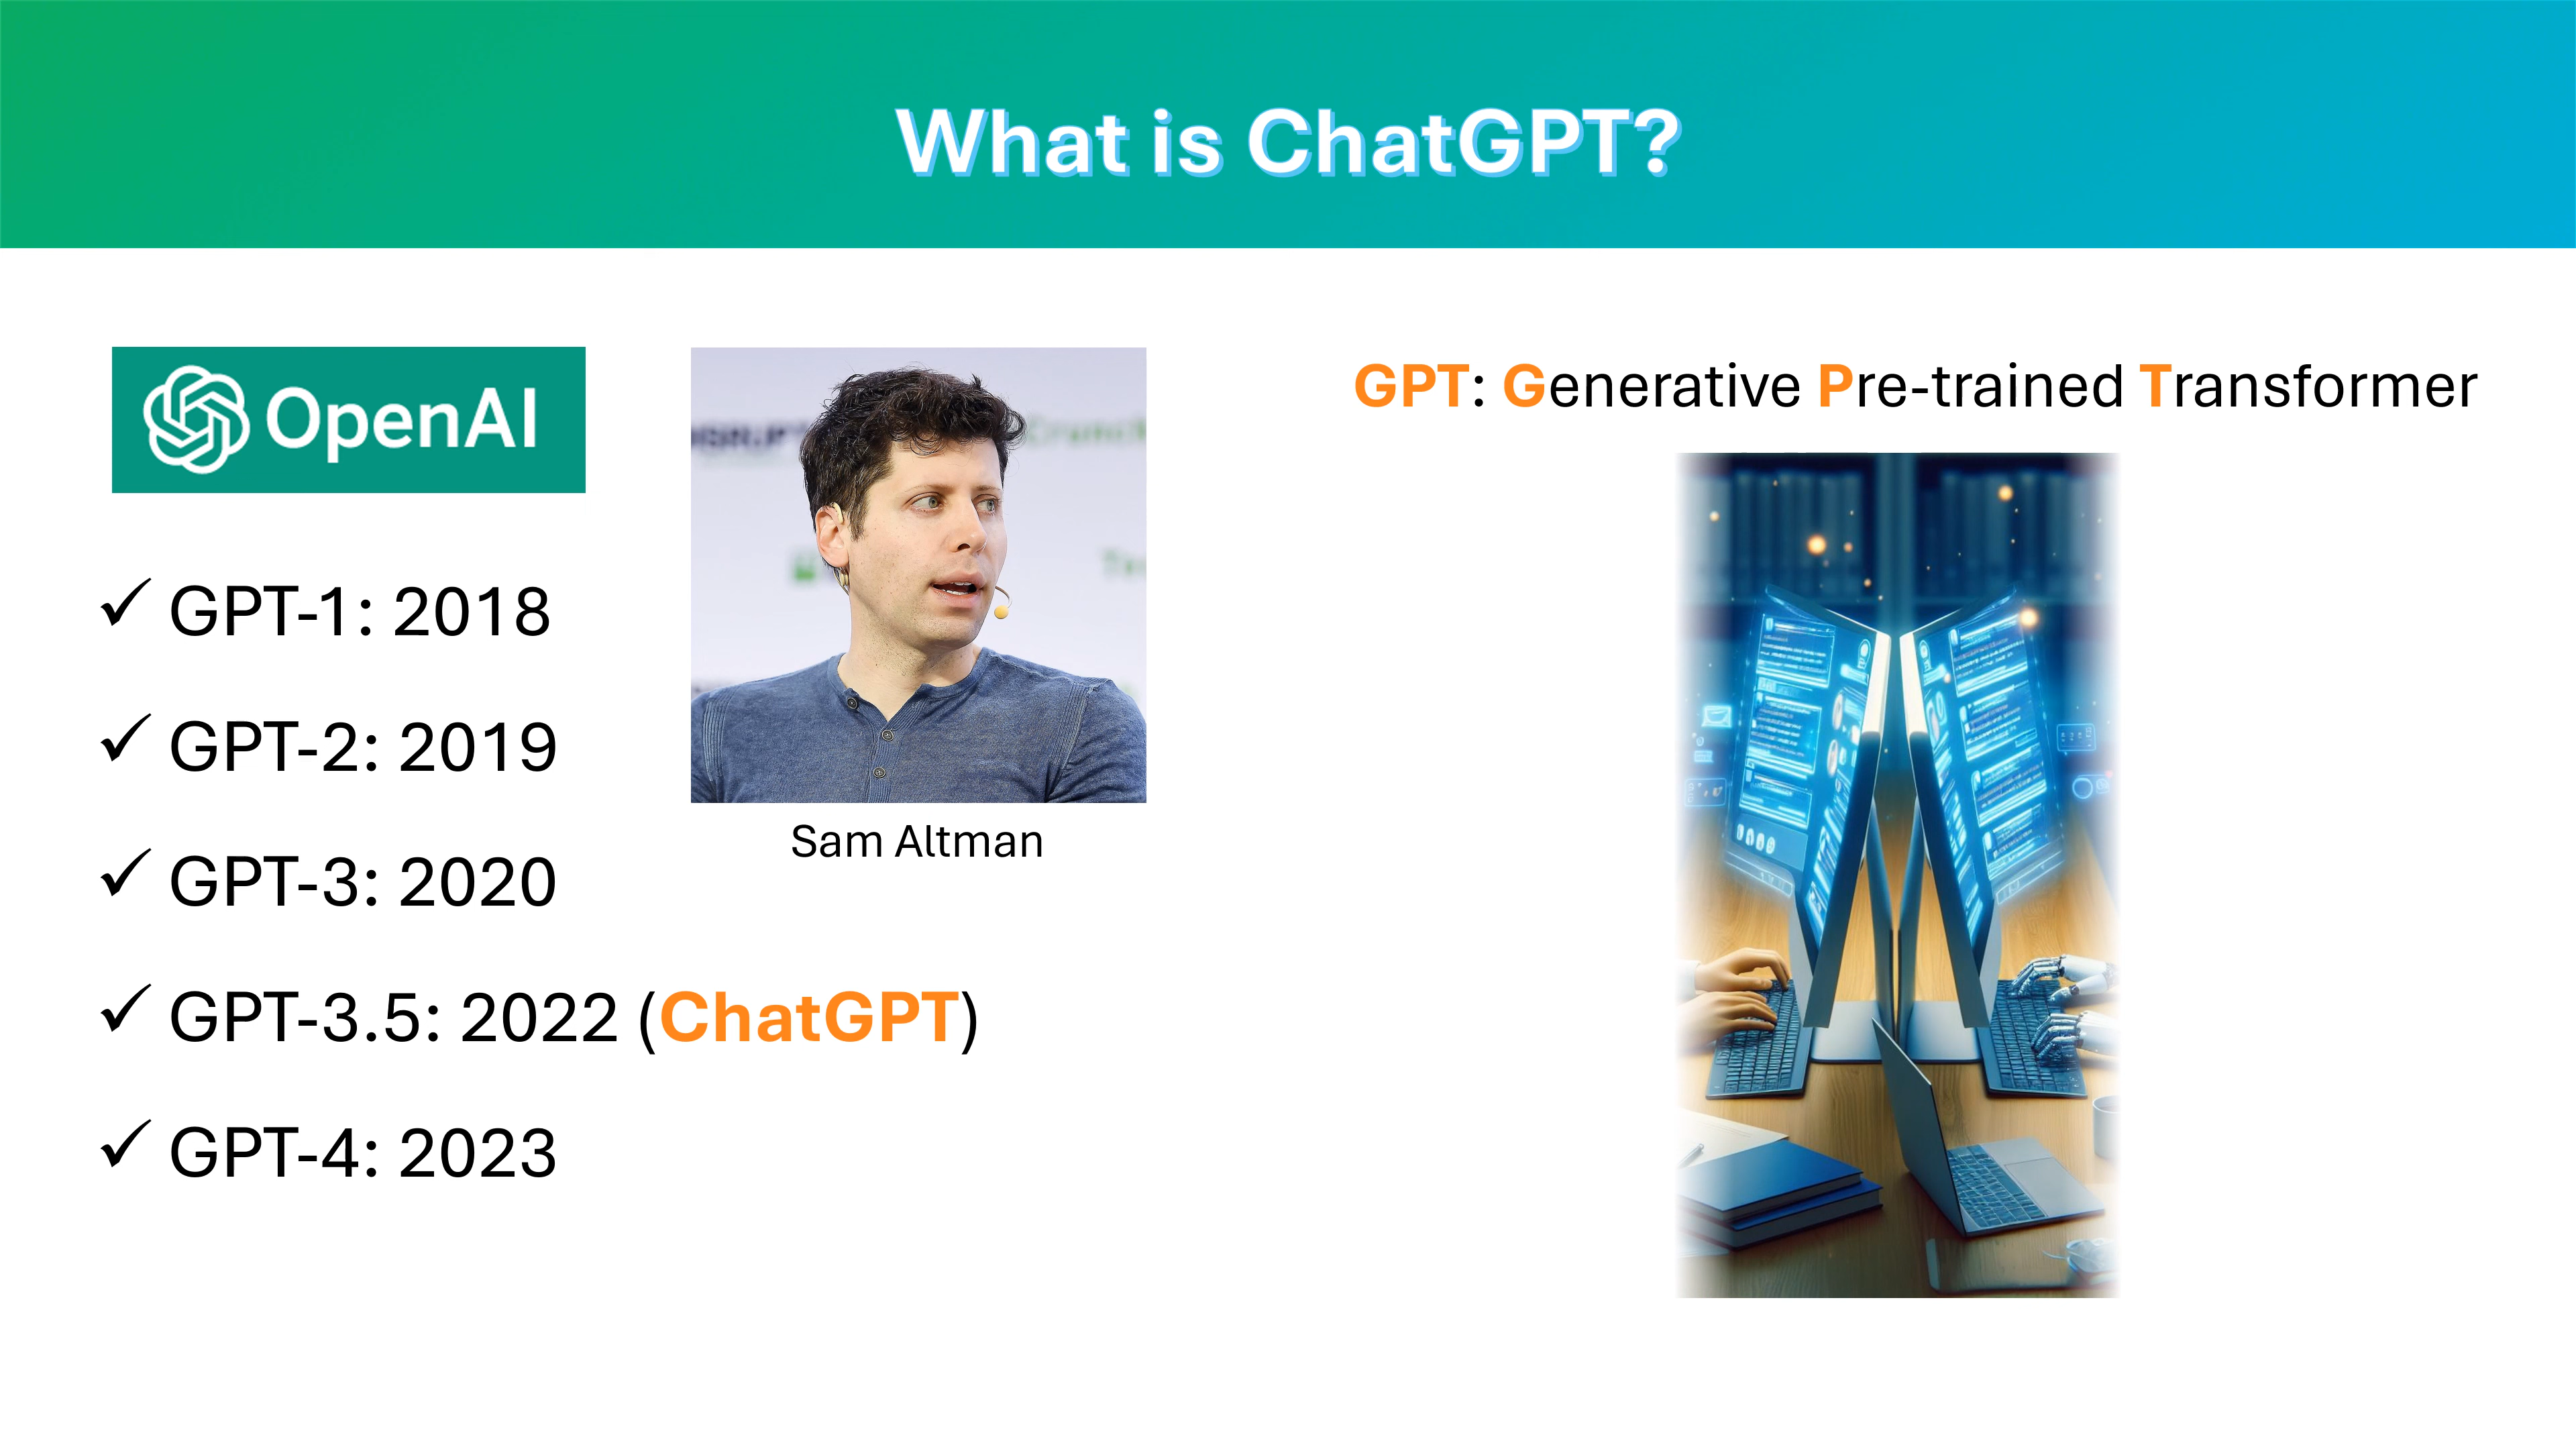 What is ChatGPT?
OpenAI
✓ GPT-1: 2018
✓ GPT-2: 2019
✓ GPT-3: 2020
✓ GPT-3.5: 2022 (ChatGPT)
✓ GPT-4: 2023
Sam Altman
GPT: Generative Pre-trained Transformer